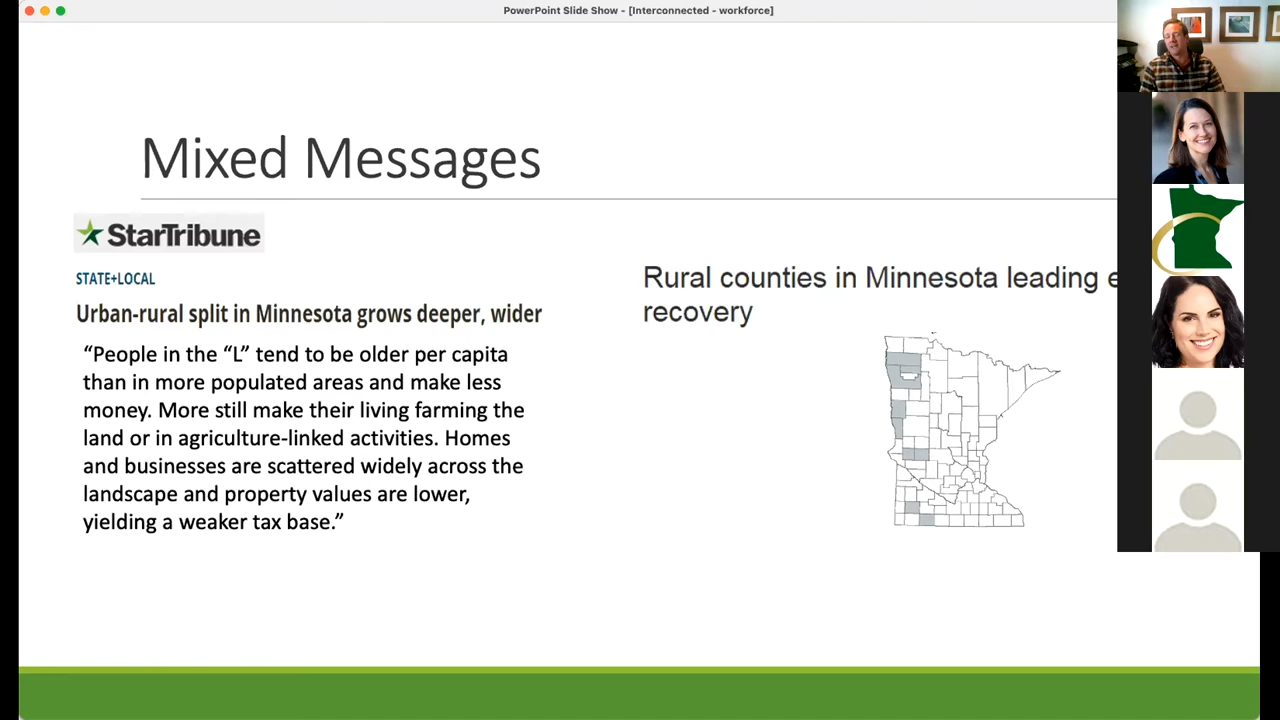 PowerPoint Slide Show - [Interconnected - workforce]
Mixed Messages
StarTribune
STATE+LOCAL
Urban-rural split in Minnesota grows deeper, wider
“People in the “L” tend to be older per capita
than in more populated areas and make less
money. More still make their living farming the
land or in agriculture-linked activities. Homes
and businesses are scattered widely across the
landscape and property values are lower,
yielding a weaker tax base.”
Rural counties in Minnesota leading
recovery